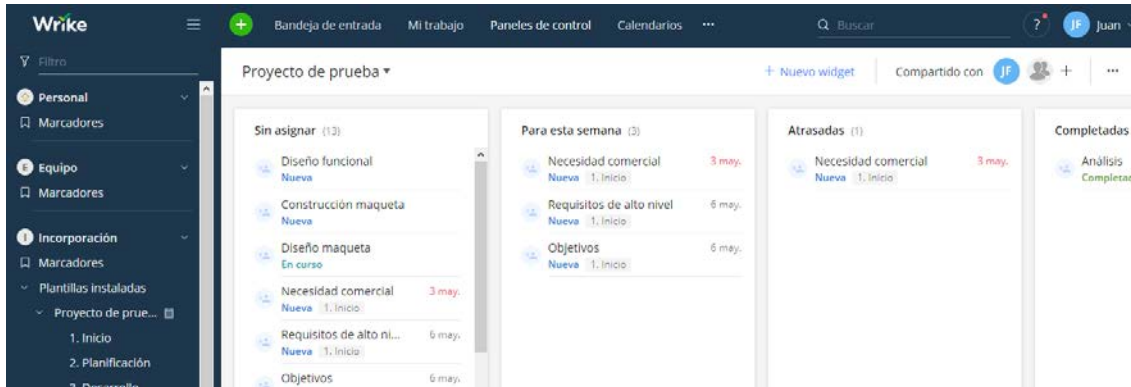 Wrike
Bandeja de entrada Mi trabajo Paneles de control Calendarios ··· Buscar ? JF Juan
Filtro
Personal
Marcadores
E Equipo
Marcadores
I Incorporación
Marcadores
Plantillas instaladas
Proyecto de prue...
1. Inicio
2. Planificación
3. Desarrollo
Proyecto de prueba
+ Nuevo widget Compartido con JF + ···
Sin asignar (13)
Diseño funcional
Nueva
Construcción maqueta
Nueva
Diseño maqueta
En curso
Necesidad comercial 3 may.
Nueva 1. Inicio
Requisitos de alto ni... 6 may.
Nueva 1. Inicio
Objetivos 6 may.
Para esta semana (3)
Necesidad comercial 3 may.
Nueva 1. Inicio
Requisitos de alto nivel 6 may.
Nueva 1. Inicio
Objetivos 6 may.
Nueva 1. Inicio
Atrasadas (1)
Necesidad comercial 3 may.
Nueva 1. Inicio
Completadas
Análisis
Completad